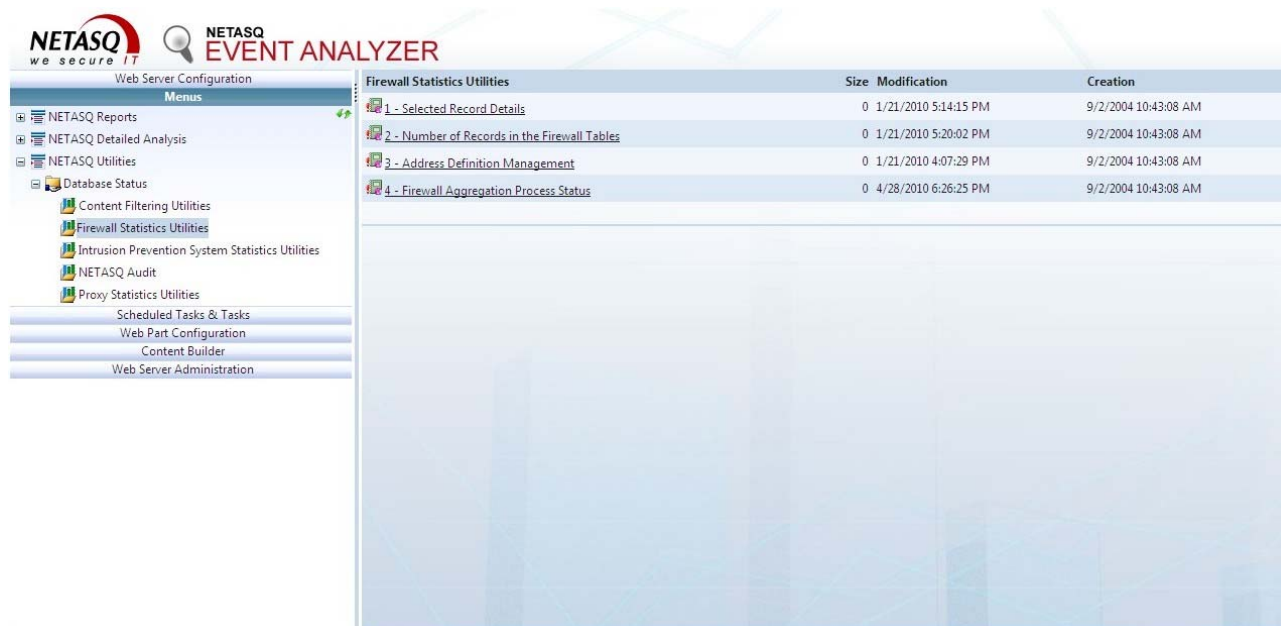 NETASQ
we secure IT
NETASQ
EVENT ANALYZER
Web Server Configuration
Menus
NETASQ Reports
NETASQ Detailed Analysis
NETASQ Utilities
Database Status
Content Filtering Utilities
Firewall Statistics Utilities
Intrusion Prevention System Statistics Utilities
NETASQ Audit
Proxy Statistics Utilities
Scheduled Tasks & Tasks
Web Part Configuration
Content Builder
Web Server Administration
Firewall Statistics Utilities Size Modification Creation
1 - Selected Record Details 0 1/21/2010 5:14:15 PM 9/2/2004 10:43:08 AM
2 - Number of Records in the Firewall Tables 0 1/21/2010 5:20:02 PM 9/2/2004 10:43:08 AM
3 - Address Definition Management 0 1/21/2010 4:07:29 PM 9/2/2004 10:43:08 AM
4 - Firewall Aggregation Process Status 0 4/28/2010 6:26:25 PM 9/2/2004 10:43:08 AM